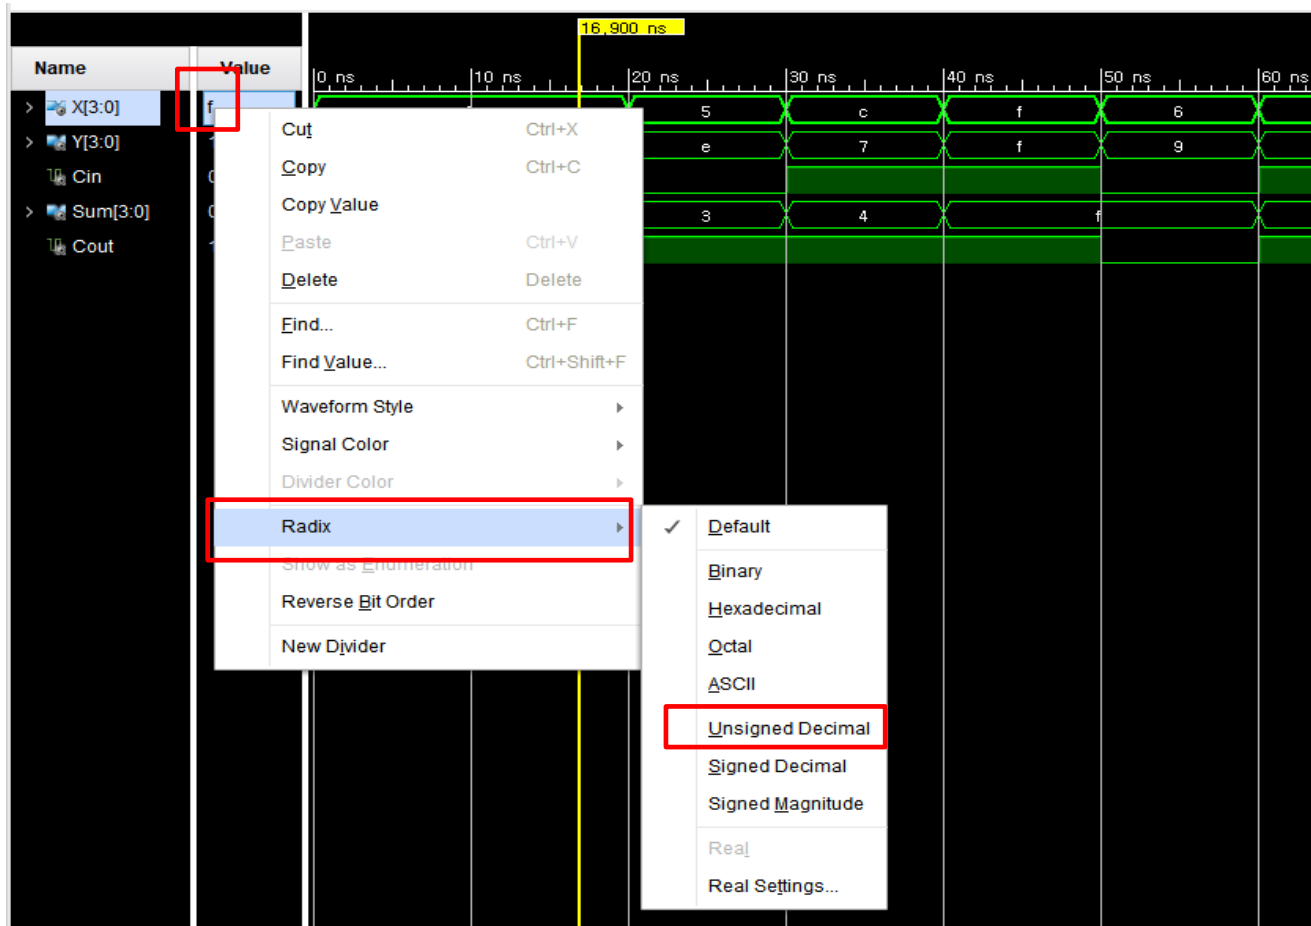 16,900 ns
Name Value
0 ns 10 ns 20 ns 30 ns 40 ns 50 ns 60 ns
X[3:0] f 5 c f 6
Y[3:0] e 7 f 9
Cin
Sum[3:0] 3 4 f
Cout
Cut Ctrl+X
Copy Ctrl+C
Copy Value
Paste Ctrl+V
Delete Delete
Find... Ctrl+F
Find Value... Ctrl+Shift+F
Waveform Style
Signal Color
Divider Color
Radix
Show as Enumeration
Reverse Bit Order
New Divider
Default
Binary
Hexadecimal
Octal
ASCII
Unsigned Decimal
Signed Decimal
Signed Magnitude
Real
Real Settings...